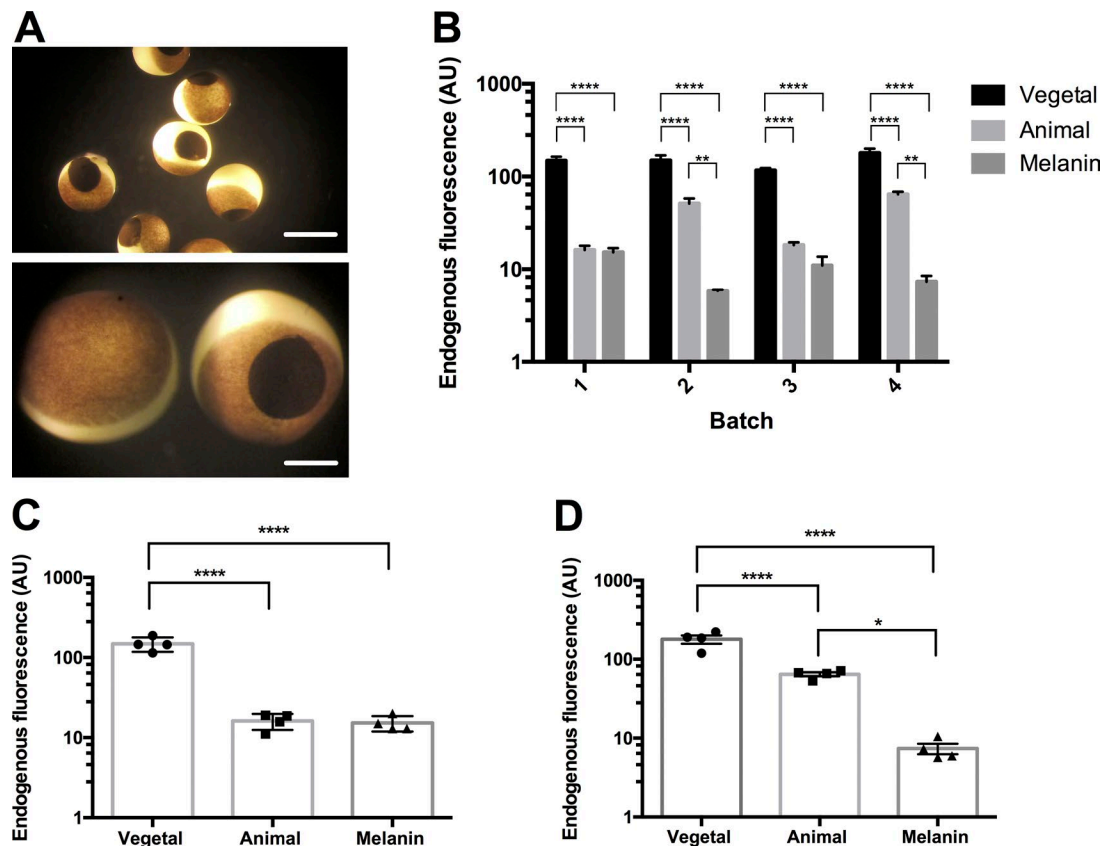 A
B
Endogenous fluorescence (AU)
1000
100
10
1
**** **** **** ****
**** **** **** ****
** **
1 2 3 4
Batch
Vegetal
Animal
Melanin
C
Endogenous fluorescence (AU)
1000
100
10
1
****
****
Vegetal Animal Melanin
D
Endogenous fluorescence (AU)
1000
100
10
1
****
****
*
Vegetal Animal Melanin